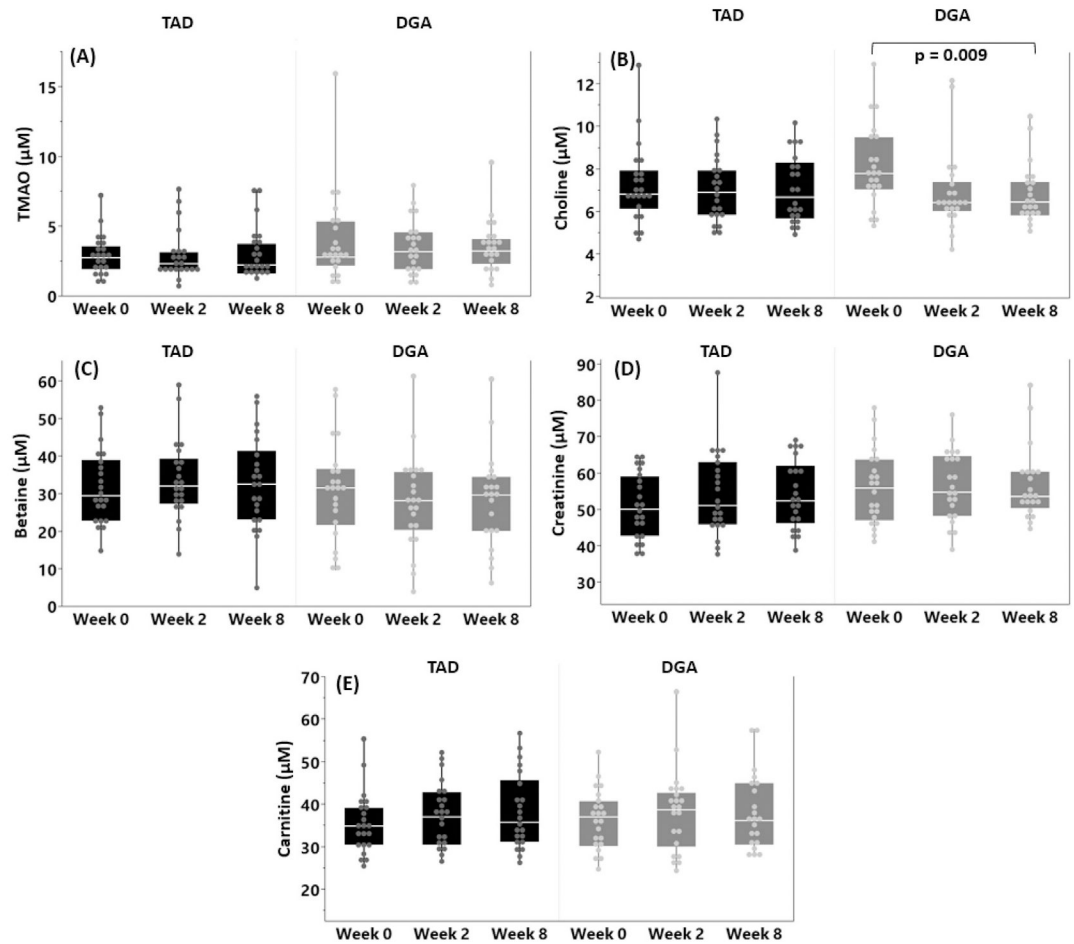 TAD DGA
(A)
TMAO (µM)
15
10
5
0
Week 0 Week 2 Week 8 Week 0 Week 2 Week 8
TAD DGA
(B)
p = 0.009
Choline (µM)
12
10
8
6
4
2
Week 0 Week 2 Week 8 Week 0 Week 2 Week 8
TAD DGA
(C)
Betaine (µM)
60
50
40
30
20
10
0
Week 0 Week 2 Week 8 Week 0 Week 2 Week 8
TAD DGA
(D)
Creatinine (µM)
90
80
70
60
50
40
30
Week 0 Week 2 Week 8 Week 0 Week 2 Week 8
TAD DGA
(E)
Carnitine (µM)
70
60
50
40
30
20
Week 0 Week 2 Week 8 Week 0 Week 2 Week 8